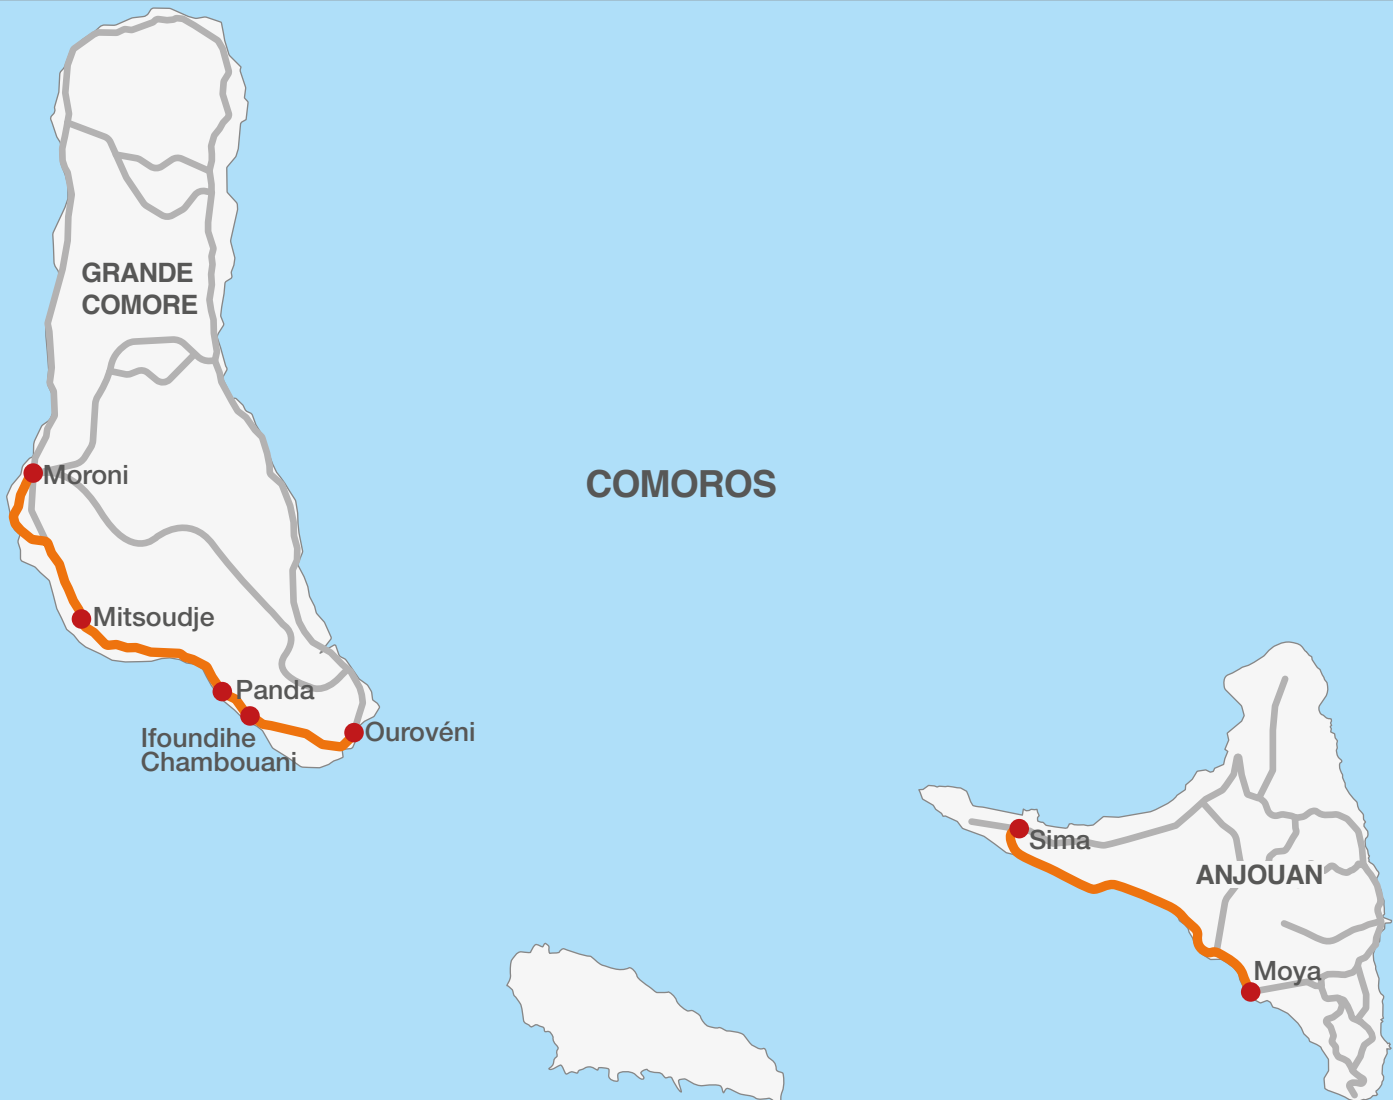 GRANDE
COMORE
Moroni
COMOROS
Mitsoudje
Panda
Ifoundihe
Chambouani
Ourovéni
Sima
ANJOUAN
Moya